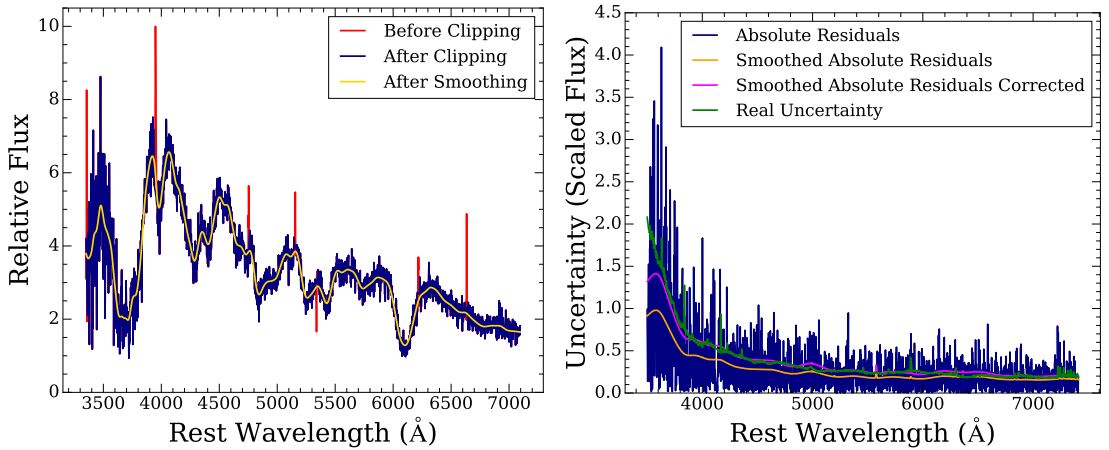 Before Clipping
After Clipping
After Smoothing
Relative Flux
10
8
6
4
2
0
3500 4000 4500 5000 5500 6000 6500 7000
Rest Wavelength (Å)
Absolute Residuals
Smoothed Absolute Residuals
Smoothed Absolute Residuals Corrected
Real Uncertainty
Uncertainty (Scaled Flux)
4.5
4.0
3.5
3.0
2.5
2.0
1.5
1.0
0.5
0.0
4000 5000 6000 7000
Rest Wavelength (Å)